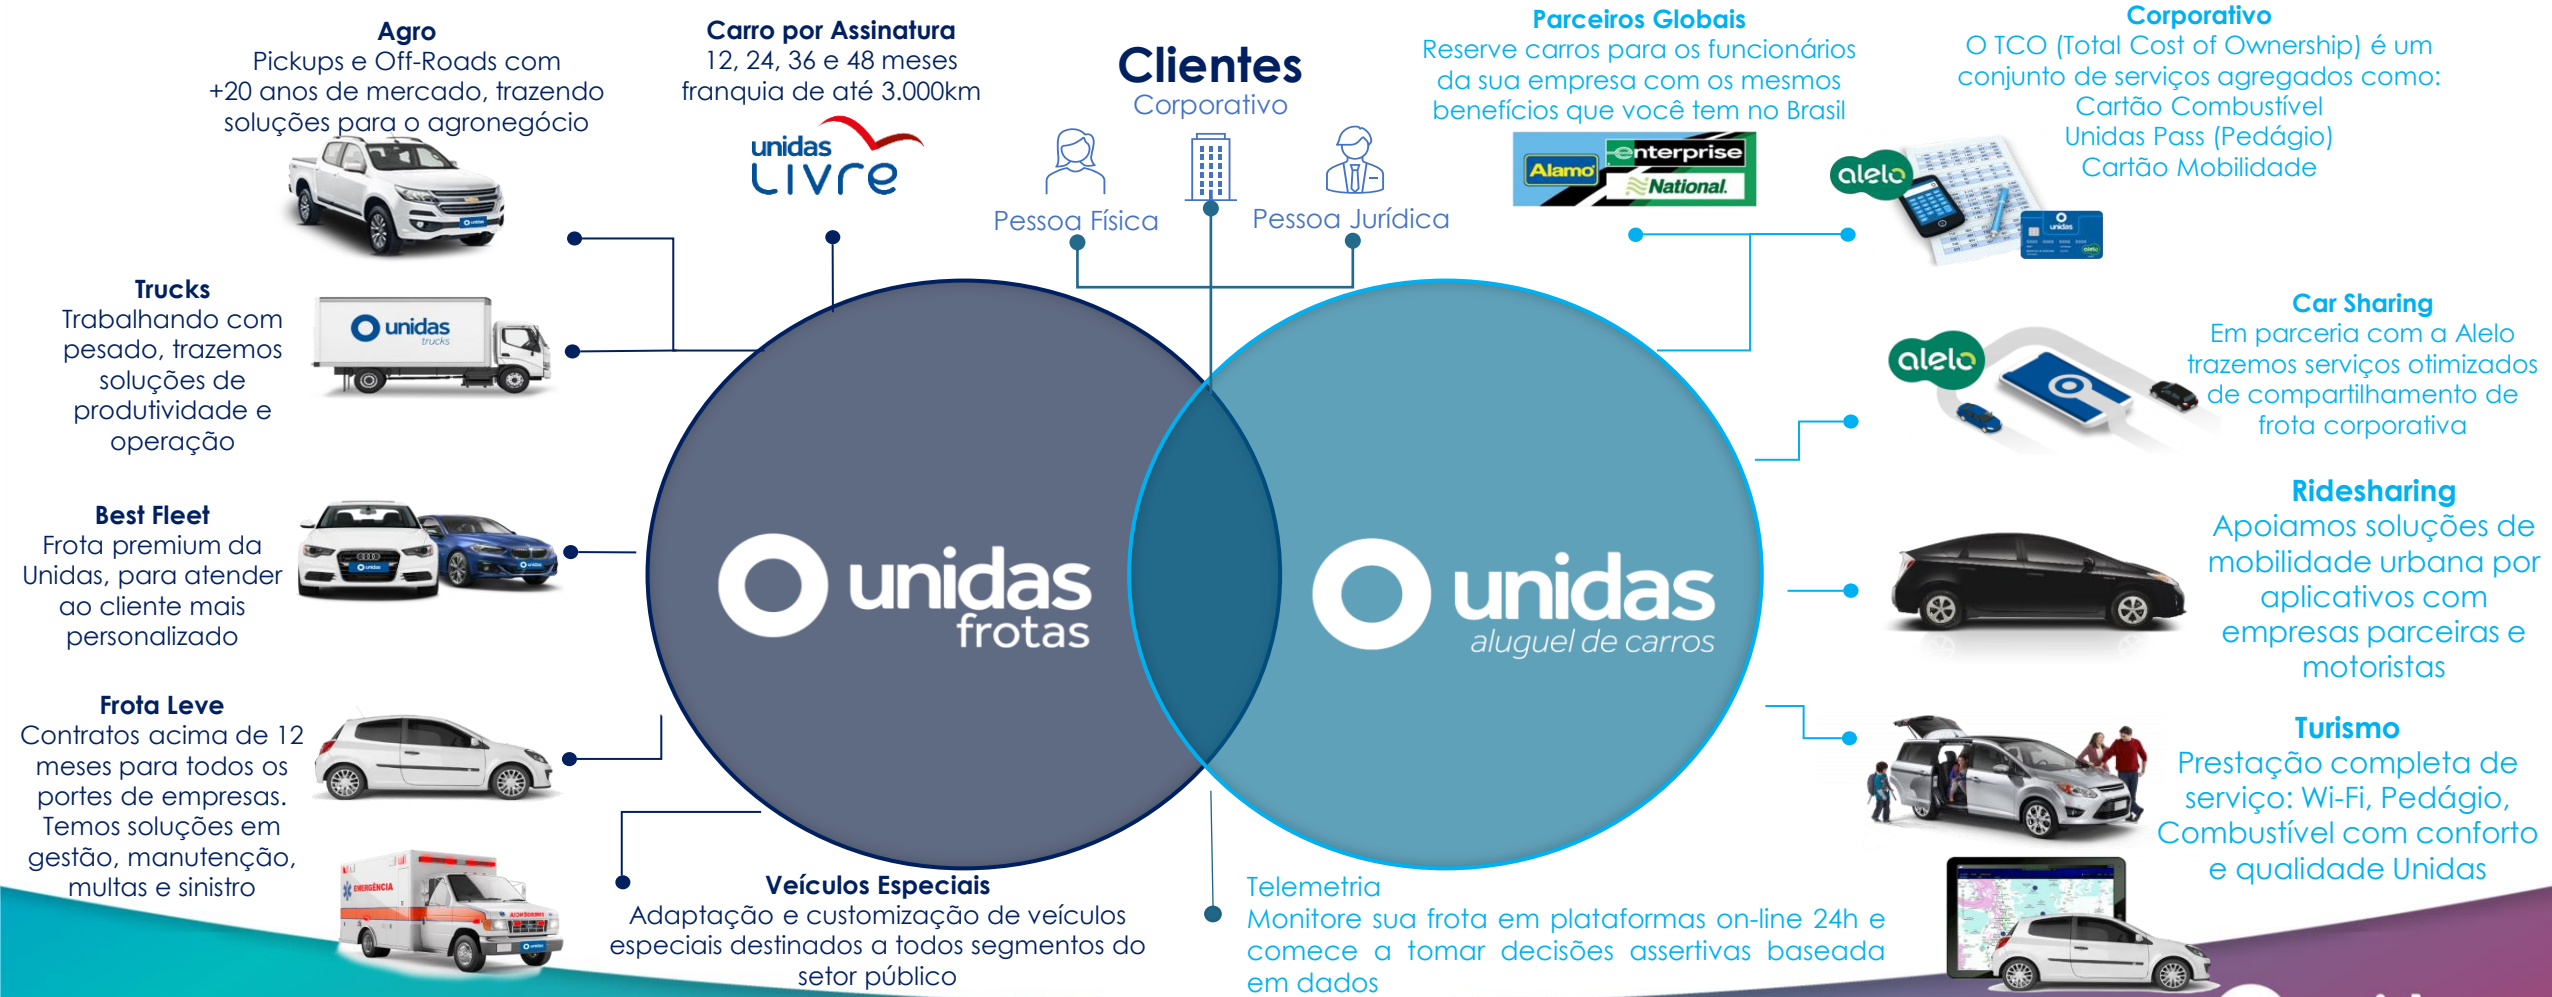 Agro
Pickups e Off-Roads com
+20 anos de mercado, trazendo
soluções para o agronegócio
Carro por Assinatura
12, 24, 36 e 48 meses
franquia de até 3.000km
unidas
Livre
Clientes
Corporativo
Pessoa Física
Pessoa Jurídica
Parceiros Globais
Reserve carros para os funcionários
da sua empresa com os mesmos
benefícios que você tem no Brasil
Alamo
enterprise
National.
Corporativo
O TCO (Total Cost of Ownership) é um
conjunto de serviços agregados como:
Cartão Combustível
Unidas Pass (Pedágio)
Cartão Mobilidade
alelo
unidas
alelo
unidas
Trucks
Trabalhando com
pesado, trazemos
soluções de
produtividade e
operação
unidas
trucks
Car Sharing
Em parceria com a Alelo
trazemos serviços otimizados
de compartilhamento de
frota corporativa
alelo
Best Fleet
Frota premium da
Unidas, para atender
ao cliente mais
personalizado
unidas
unidas
frotas
unidas
aluguel de carros
Ridesharing
Apoiamos soluções de
mobilidade urbana por
aplicativos com
empresas parceiras e
motoristas
Frota Leve
Contratos acima de 12
meses para todos os
portes de empresas.
Temos soluções em
gestão, manutenção,
multas e sinistro
Turismo
Prestação completa de
serviço: Wi-Fi, Pedágio,
Combustível com conforto
e qualidade Unidas
EMERGÊNCIA
unidas
Veículos Especiais
Adaptação e customização de veículos
especiais destinados a todos segmentos do
setor público
Telemetria
Monitore sua frota em plataformas on-line 24h e
comece a tomar decisões assertivas baseada
em dados